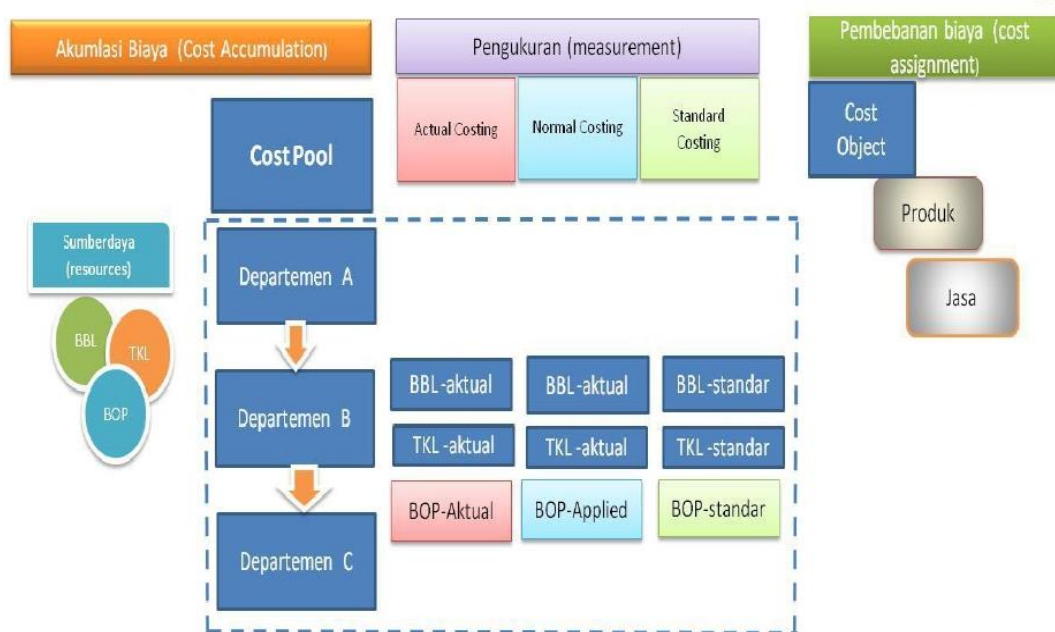 Akumlasi Biaya (Cost Accumulation)
Pengukuran (measurement)
Pembebanan biaya (cost
assignment)
Cost Pool
Actual Costing
Normal Costing
Standard
Costing
Cost
Object
Produk
Jasa
Sumberdaya
(resources)
BBL
TKL
BOP
Departemen A
Departemen B
Departemen C
BBL-aktual
BBL-aktual
BBL-standar
TKL-aktual
TKL-aktual
TKL-standar
BOP-Aktual
BOP-Applied
BOP-standar